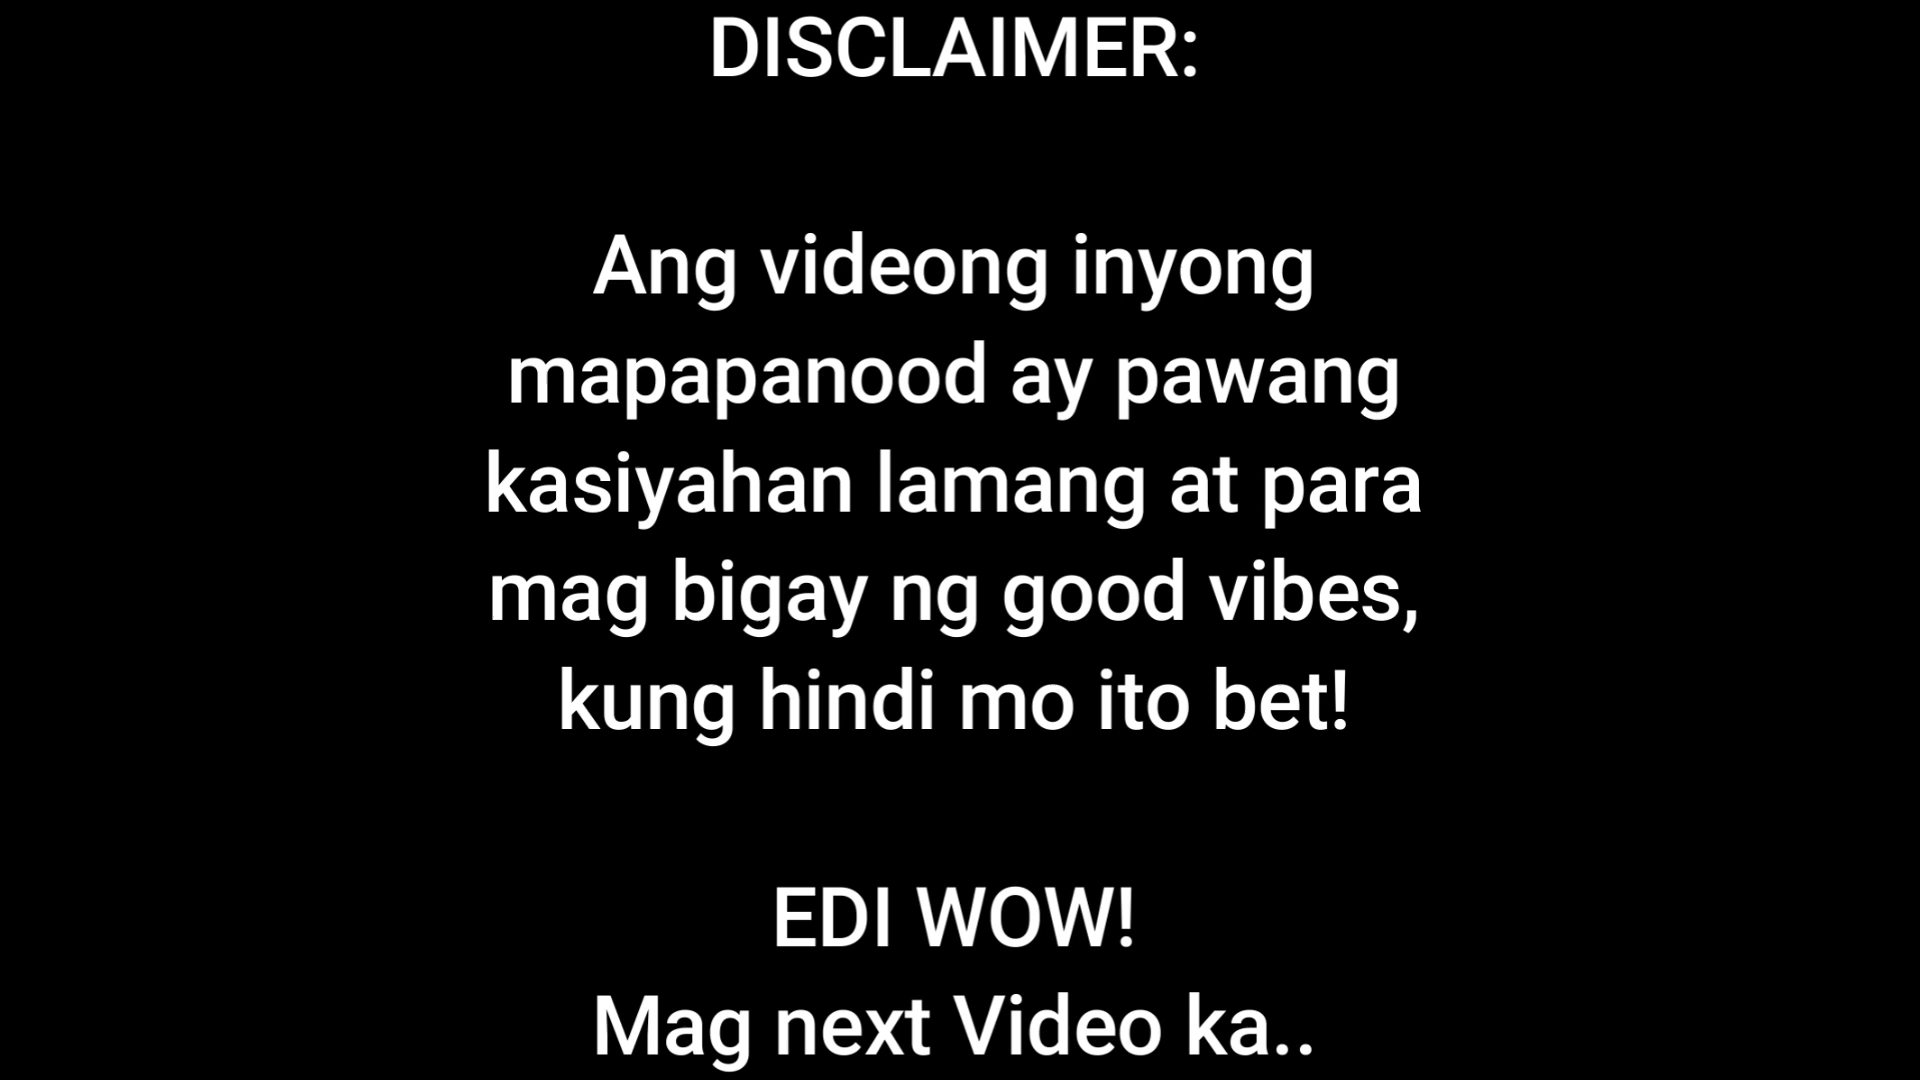 DISCLAIMER:
Ang videong inyong
mapapanood ay pawang
kasiyahan lamang at para
mag bigay ng good vibes,
kung hindi mo ito bet!
EDI WOW!
Mag next Video ka..